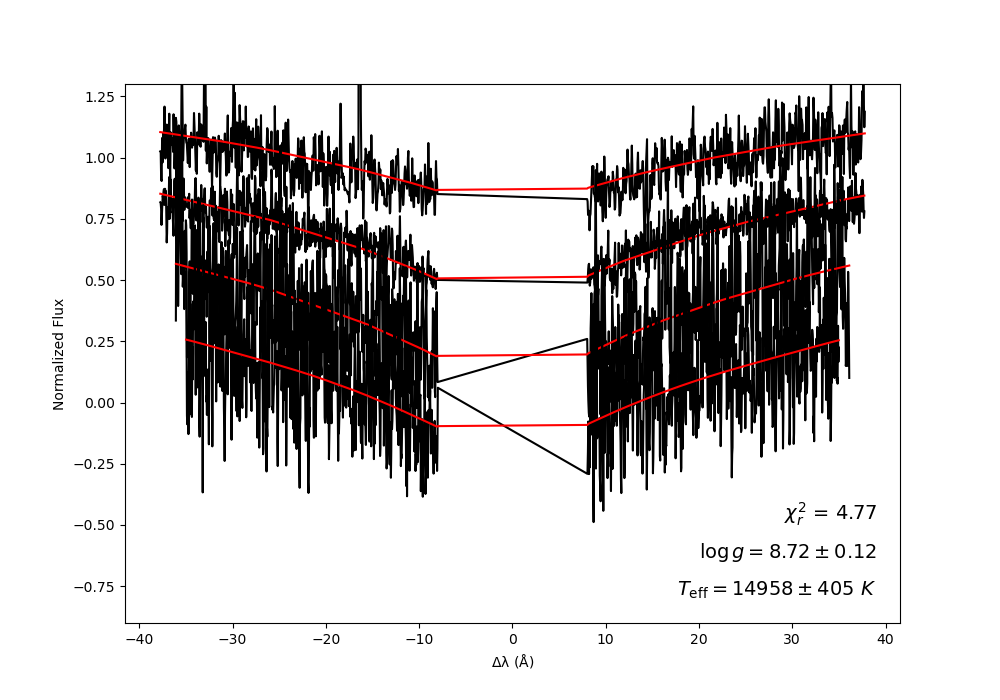 1.25
1.00
0.75
0.50
0.25
0.00
−0.25
−0.50
−0.75
Normalized Flux
χ²ᵣ = 4.77
log g = 8.72 ± 0.12
T_eff = 14958 ± 405 K
−40 −30 −20 −10 0 10 20 30 40
Δλ (Å)